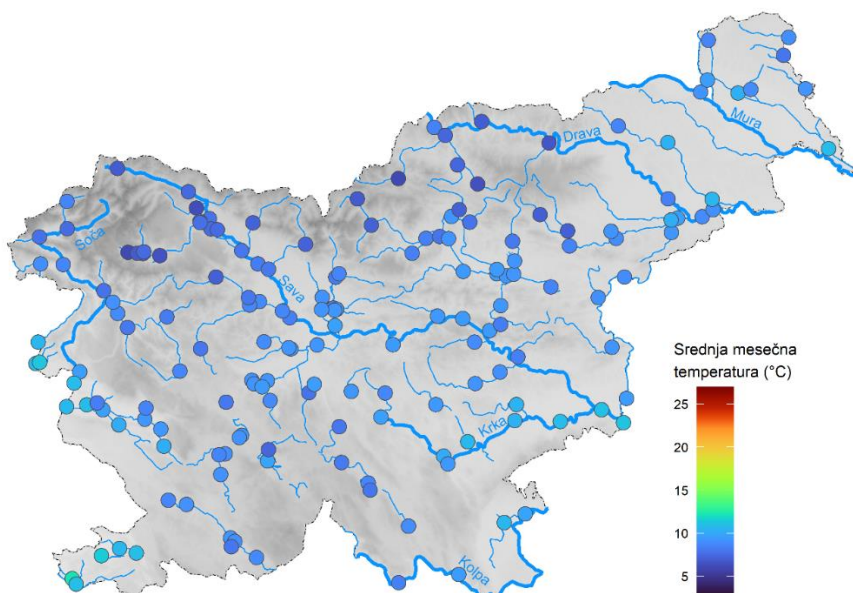 Mura
Drava
Soča
Sava
Krka
Kolpa
Srednja mesečna
temperatura (°C)
25
20
15
10
5